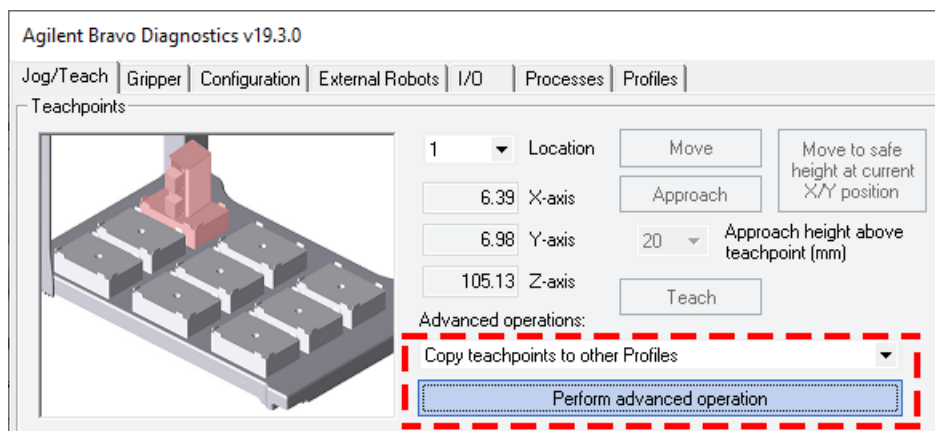 Agilent Bravo Diagnostics v19.3.0
Jog/Teach Gripper Configuration External Robots I/O Processes Profiles
Teachpoints
1 Location
Move
Move to safe
height at current
X/Y position
6.39 X-axis
Approach
6.98 Y-axis
20
Approach height above
teachpoint (mm)
105.13 Z-axis
Teach
Advanced operations:
Copy teachpoints to other Profiles
Perform advanced operation